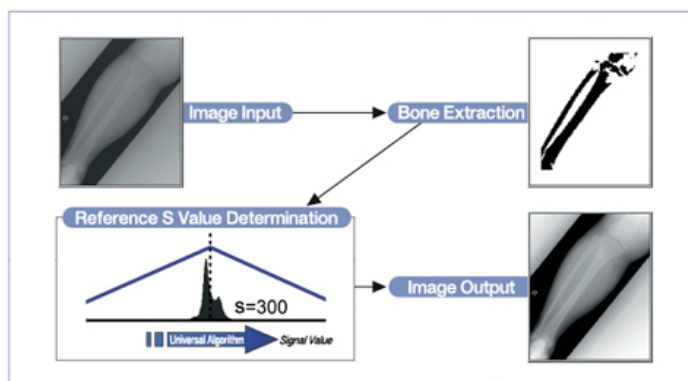 Image Input
Bone Extraction
Reference S Value Determination
s=300
Universal Algorithm
Signal Value
Image Output